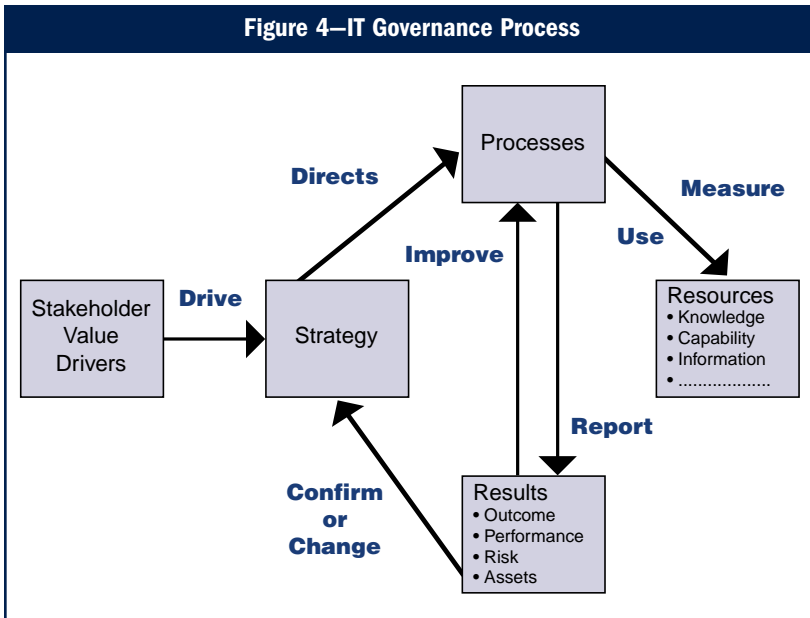 Figure 4—IT Governance Process
Processes
Directs
Measure
Use
Improve
Drive
Stakeholder
Value
Drivers
Strategy
Resources
• Knowledge
• Capability
• Information
• ...................
Report
Confirm
or
Change
Results
• Outcome
• Performance
• Risk
• Assets